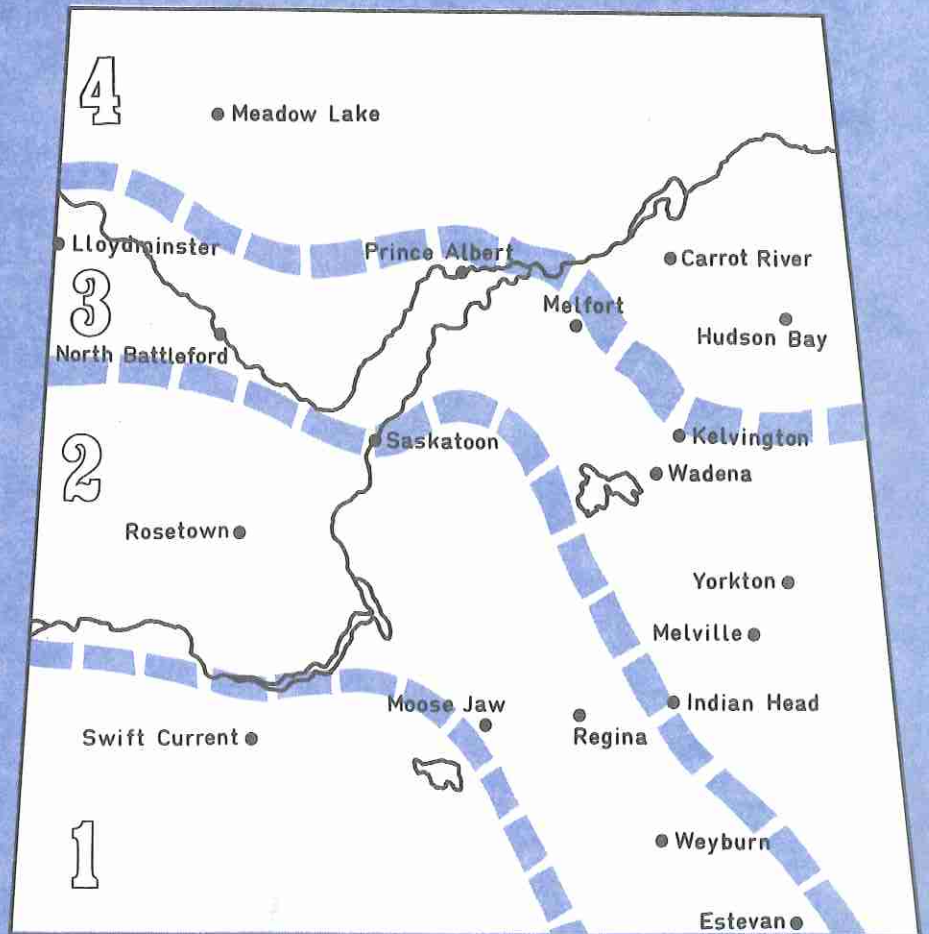 4
Meadow Lake
Lloydminster
Prince Albert
Carrot River
3
Melfort
Hudson Bay
North Battleford
Kelvington
Saskatoon
2
Wadena
Rosetown
Yorkton
Melville
Moose Jaw
Indian Head
Swift Current
Regina
1
Weyburn
Estevan